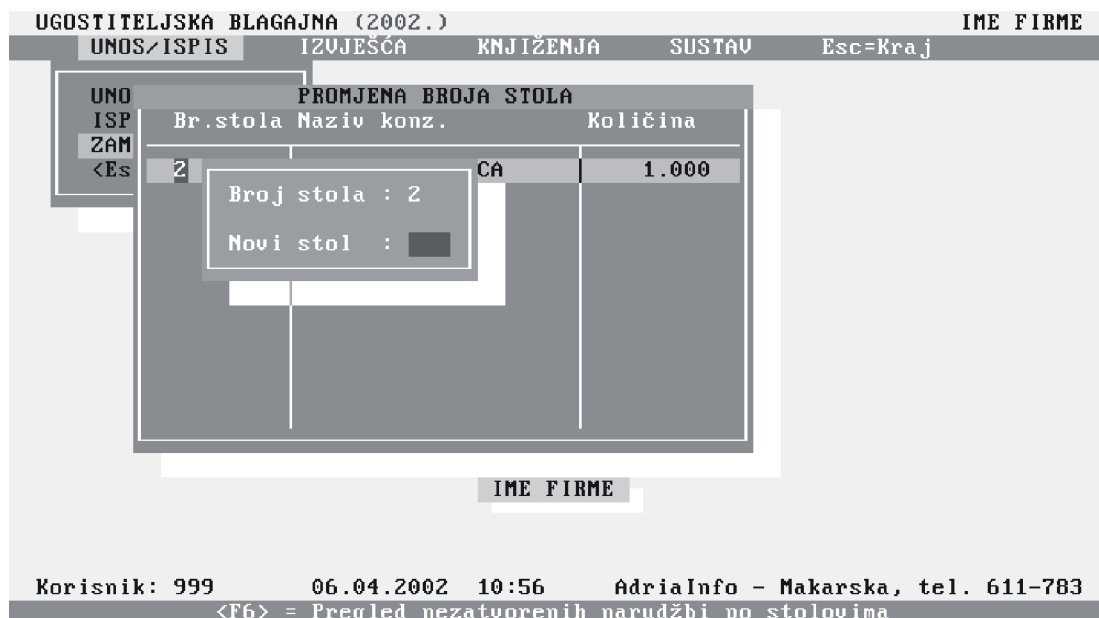 UGOSTITELJSKA BLAGAJNA (2002.) IME FIRME
UNOS/ISPIS IZVJEŠĆA KNJIŽENJA SUSTAV Esc=Kraj
UNO PROMJENA BROJA STOLA
ISP Br.stola Naziv konz. Količina
ZAM
<Es 2 CA 1.000
Broj stola : 2
Novi stol :
IME FIRME
Korisnik: 999 06.04.2002 10:56 AdriaInfo - Makarska, tel. 611-783
<F6> = Pregled nezatvorenih narudžbi po stolovima